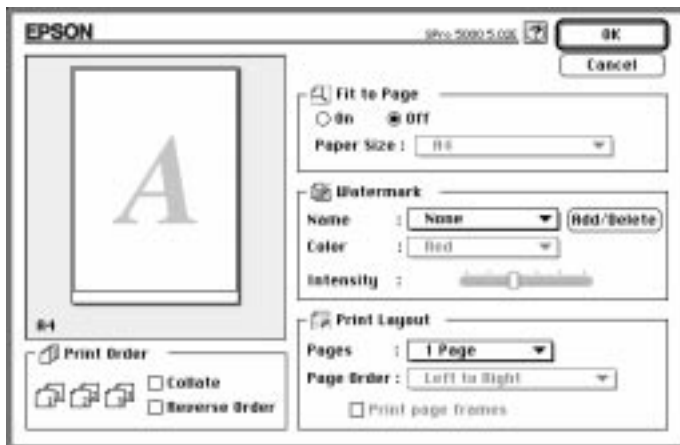 EPSON
SPro 5000 5.02E ?
OK
Cancel
A
A4
Fit to Page
On Off
Paper Size : A4
Watermark
Name : None Add/Delete
Color : Red
Intensity :
Print Order
Collate
Reverse Order
Print Layout
Pages : 1 Page
Page Order : Left to Right
Print page frames